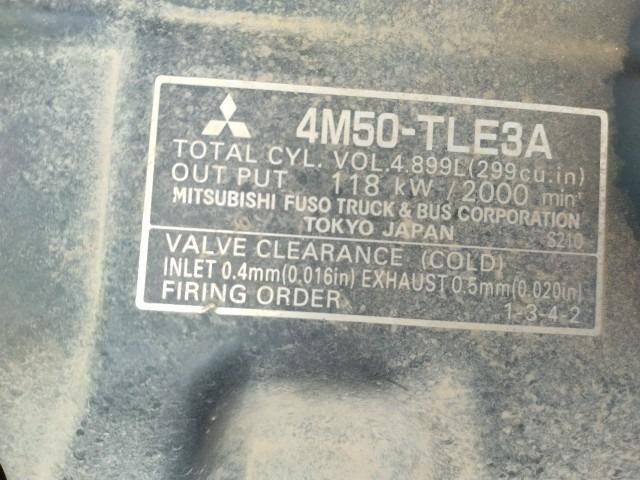 4M50-TLE3A
TOTAL CYL. VOL.4.899L(299cu.in)
OUT PUT 118 kW /2000 min⁻¹
MITSUBISHI FUSO TRUCK & BUS CORPORATION
TOKYO JAPAN S210
VALVE CLEARANCE (COLD)
INLET 0.4mm(0.016in) EXHAUST 0.5mm(0.020in)
FIRING ORDER 1-3-4-2